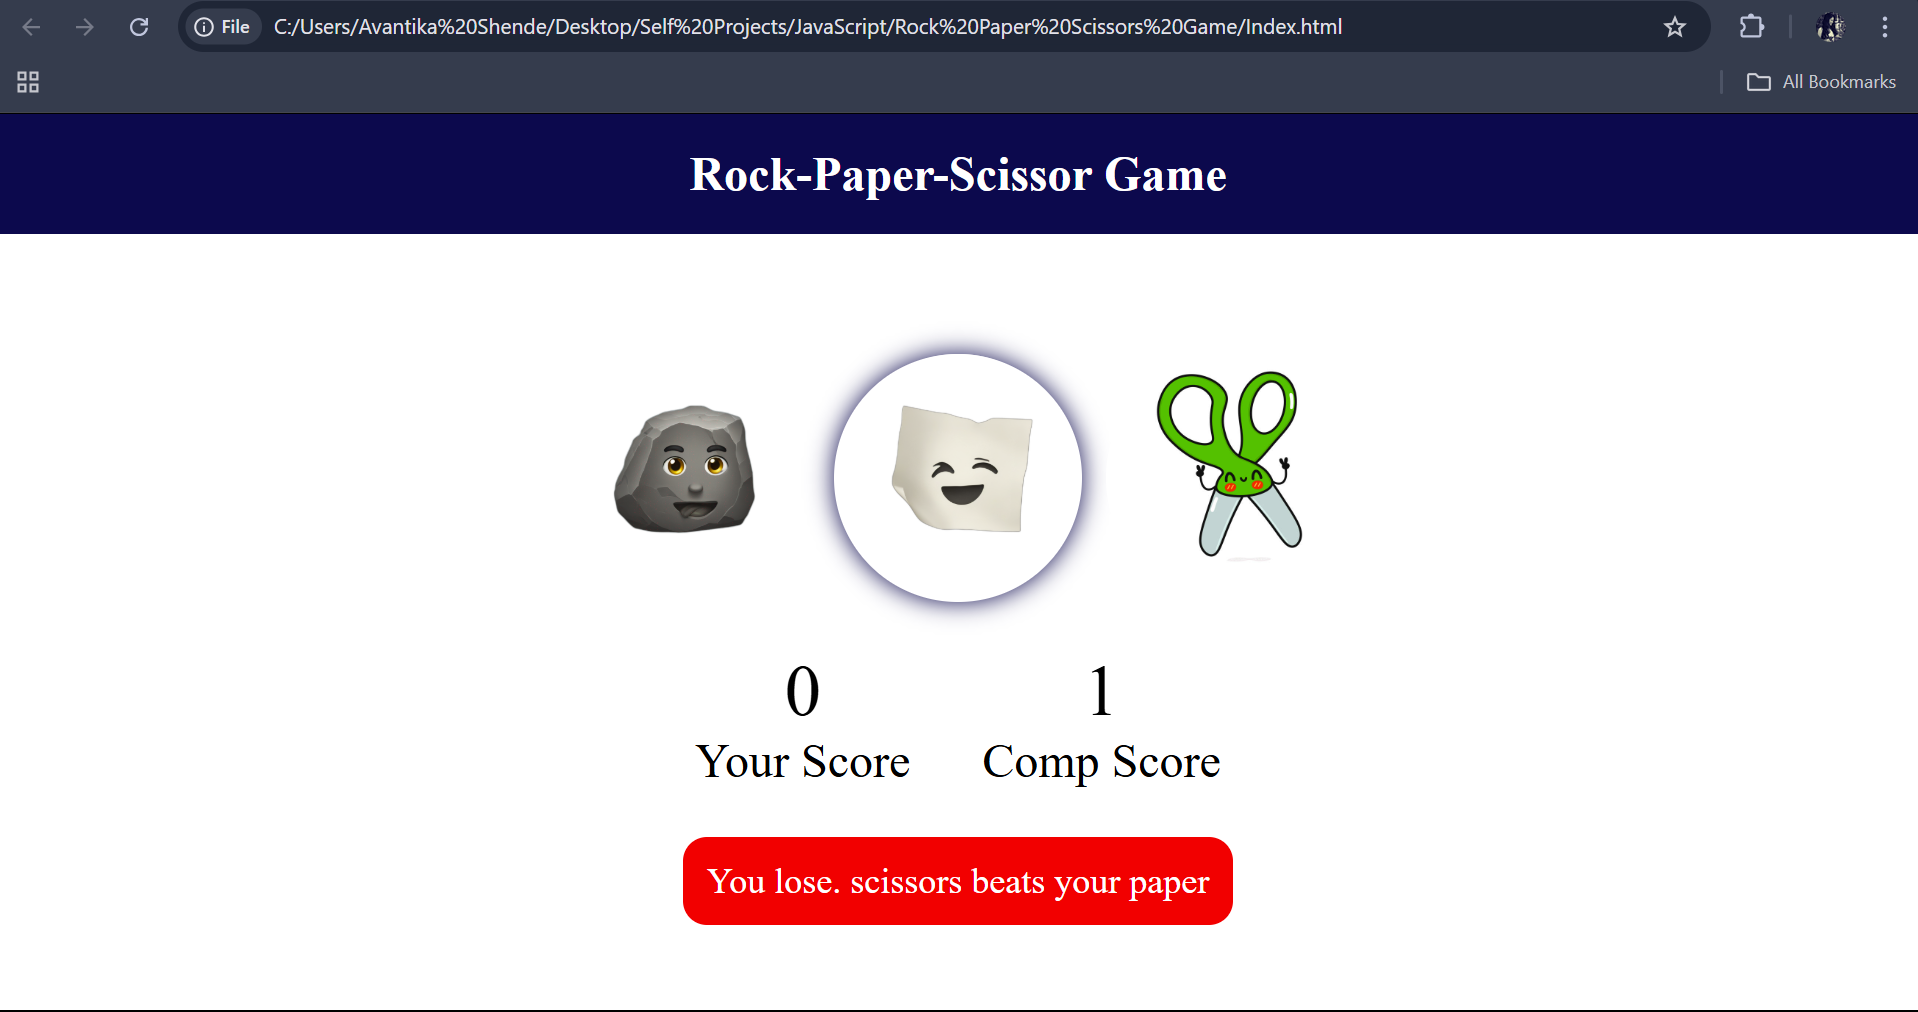 File C:/Users/Avantika%20Shende/Desktop/Self%20Projects/JavaScript/Rock%20Paper%20Scissors%20Game/Index.html
All Bookmarks
Rock-Paper-Scissor Game
0 1
Your Score Comp Score
You lose. scissors beats your paper